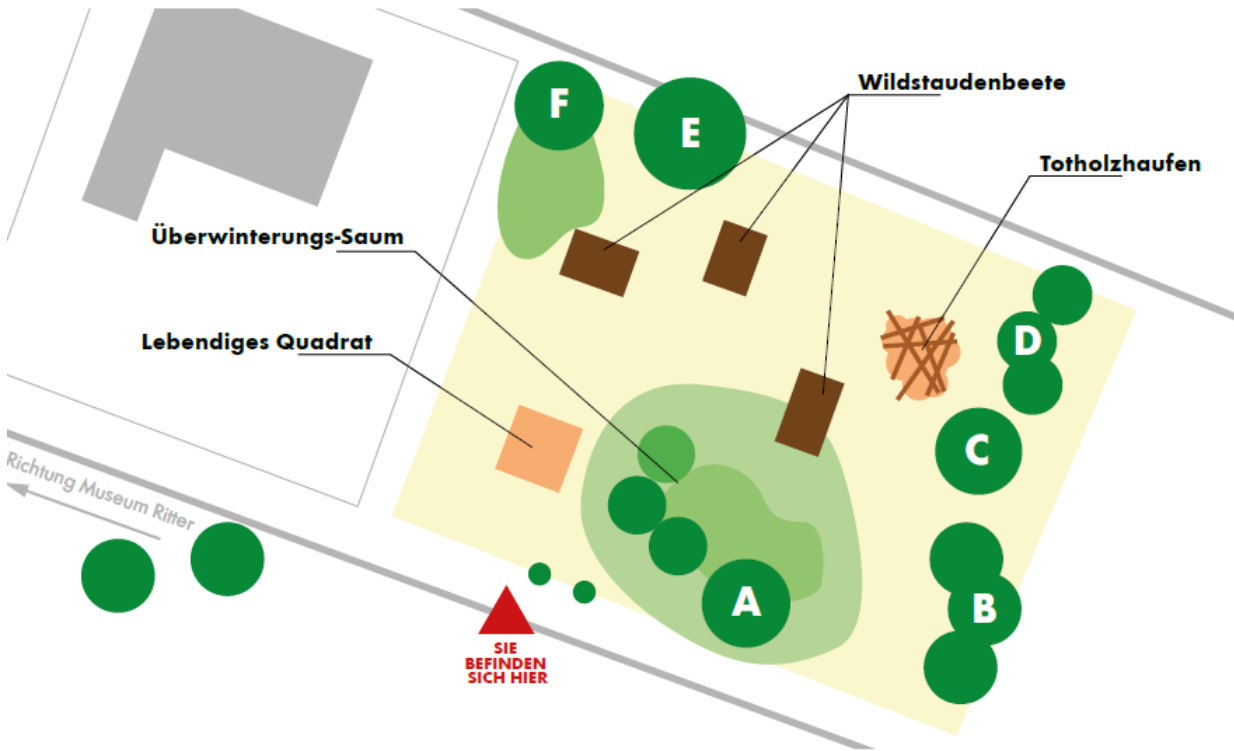 F
E
Wildstaudenbeete
Totholzhaufen
Überwinterungs-Saum
Lebendiges Quadrat
D
C
Richtung Museum Ritter
A
B
SIE
BEFINDEN
SICH HIER